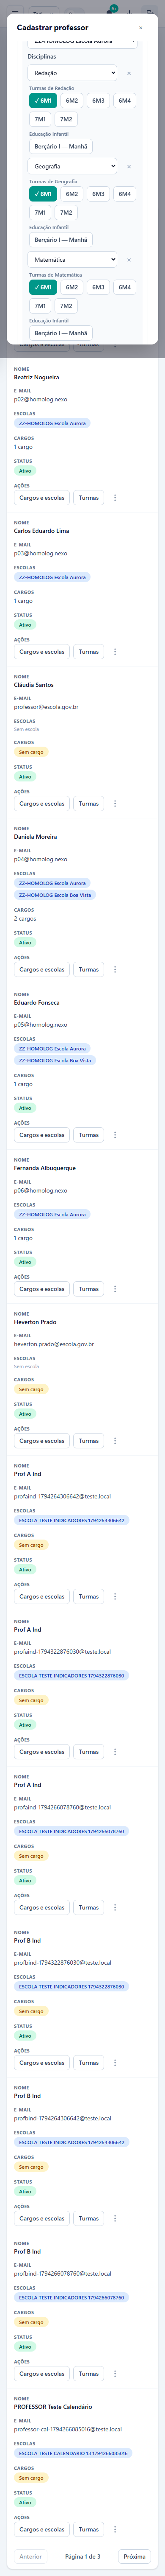 Cadastrar professor ×
ZZ-HOMOLOG Escola Aurora
Disciplinas
Redação ×
Turmas de Redação
✓ 6M1 6M2 6M3 6M4
7M1 7M2
Educação Infantil
Berçário I — Manhã
Geografia ×
Turmas de Geografia
✓ 6M1 6M2 6M3 6M4
7M1 7M2
Educação Infantil
Berçário I — Manhã
Matemática ×
Turmas de Matemática
✓ 6M1 6M2 6M3 6M4
7M1 7M2
Educação Infantil
Berçário I — Manhã
NOME
Beatriz Nogueira
E-MAIL
p02@homolog.nexo
ESCOLAS
ZZ-HOMOLOG Escola Aurora
CARGOS
1 cargo
STATUS
Ativo
AÇÕES
Cargos e escolas Turmas ⋮
NOME
Carlos Eduardo Lima
E-MAIL
p03@homolog.nexo
ESCOLAS
ZZ-HOMOLOG Escola Aurora
CARGOS
1 cargo
STATUS
Ativo
AÇÕES
Cargos e escolas Turmas ⋮
NOME
Cláudia Santos
E-MAIL
professor@escola.gov.br
ESCOLAS
Sem escola
CARGOS
Sem cargo
STATUS
Ativo
AÇÕES
Cargos e escolas Turmas ⋮
NOME
Daniela Moreira
E-MAIL
p04@homolog.nexo
ESCOLAS
ZZ-HOMOLOG Escola Aurora
ZZ-HOMOLOG Escola Boa Vista
CARGOS
2 cargos
STATUS
Ativo
AÇÕES
Cargos e escolas Turmas ⋮
NOME
Eduardo Fonseca
E-MAIL
p05@homolog.nexo
ESCOLAS
ZZ-HOMOLOG Escola Aurora
ZZ-HOMOLOG Escola Boa Vista
CARGOS
1 cargo
STATUS
Ativo
AÇÕES
Cargos e escolas Turmas ⋮
NOME
Fernanda Albuquerque
E-MAIL
p06@homolog.nexo
ESCOLAS
ZZ-HOMOLOG Escola Aurora
CARGOS
1 cargo
STATUS
Ativo
AÇÕES
Cargos e escolas Turmas ⋮
NOME
Heverton Prado
E-MAIL
heverton.prado@escola.gov.br
ESCOLAS
Sem escola
CARGOS
Sem cargo
STATUS
Ativo
AÇÕES
Cargos e escolas Turmas ⋮
NOME
Prof A Ind
E-MAIL
profaind-1794264306642@teste.local
ESCOLAS
ESCOLA TESTE INDICADORES 1794264306642
CARGOS
Sem cargo
STATUS
Ativo
AÇÕES
Cargos e escolas Turmas ⋮
NOME
Prof A Ind
E-MAIL
profaind-1794322876030@teste.local
ESCOLAS
ESCOLA TESTE INDICADORES 1794322876030
CARGOS
Sem cargo
STATUS
Ativo
AÇÕES
Cargos e escolas Turmas ⋮
NOME
Prof A Ind
E-MAIL
profaind-1794266078760@teste.local
ESCOLAS
ESCOLA TESTE INDICADORES 1794266078760
CARGOS
Sem cargo
STATUS
Ativo
AÇÕES
Cargos e escolas Turmas ⋮
NOME
Prof B Ind
E-MAIL
profbind-1794322876030@teste.local
ESCOLAS
ESCOLA TESTE INDICADORES 1794322876030
CARGOS
Sem cargo
STATUS
Ativo
AÇÕES
Cargos e escolas Turmas ⋮
NOME
Prof B Ind
E-MAIL
profbind-1794264306642@teste.local
ESCOLAS
ESCOLA TESTE INDICADORES 1794264306642
CARGOS
Sem cargo
STATUS
Ativo
AÇÕES
Cargos e escolas Turmas ⋮
NOME
Prof B Ind
E-MAIL
profbind-1794266078760@teste.local
ESCOLAS
ESCOLA TESTE INDICADORES 1794266078760
CARGOS
Sem cargo
STATUS
Ativo
AÇÕES
Cargos e escolas Turmas ⋮
NOME
PROFESSOR Teste Calendário
E-MAIL
professor-cal-1794266085016@teste.local
ESCOLAS
ESCOLA TESTE CALENDARIO 13 1794266085016
CARGOS
Sem cargo
STATUS
Ativo
AÇÕES
Cargos e escolas Turmas ⋮
Anterior Página 1 de 3 Próxima